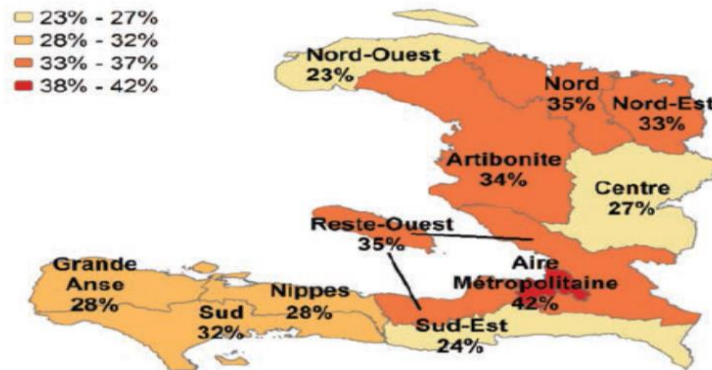 23% - 27%
28% - 32%
33% - 37%
38% - 42%
Nord-Ouest
23%
Nord
35%
Nord-Est
33%
Artibonite
34%
Centre
27%
Reste-Ouest
35%
Aire
Métropolitaine
42%
Grande
Anse
28%
Nippes
28%
Sud
32%
Sud-Est
24%